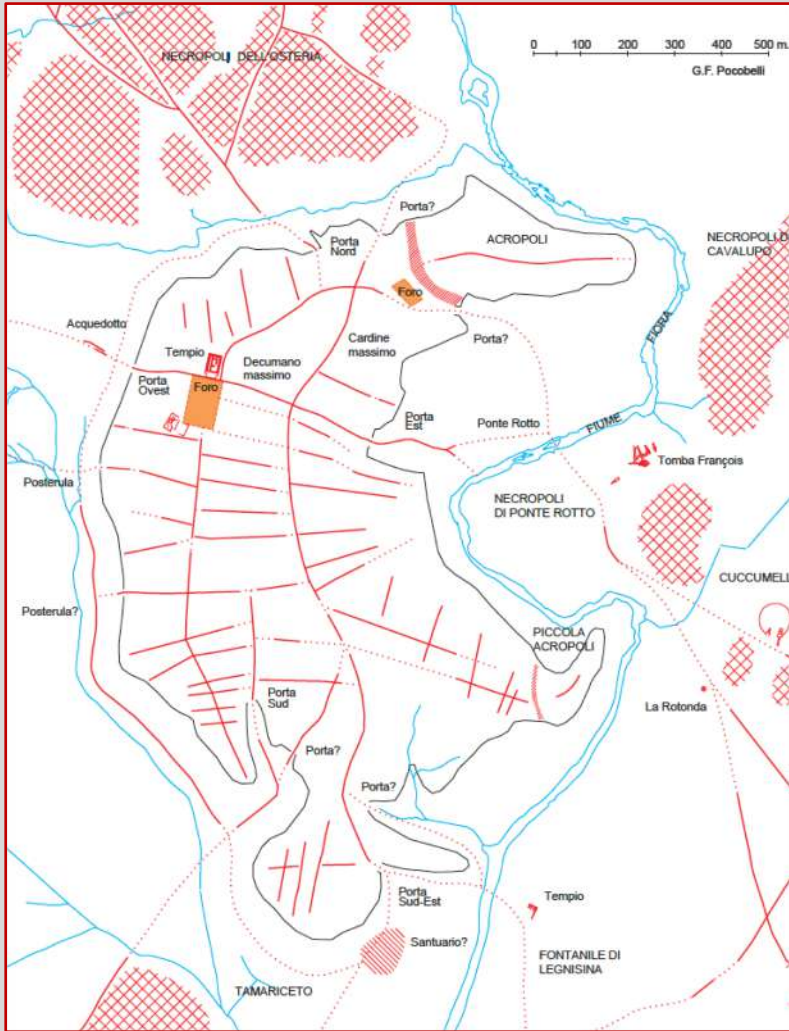 NECROPOLI DELL'OSTERIA
0 100 200 300 400 500 m.
G.F. Pocobelli
Porta?
ACROPOLI
Porta
Nord
NECROPOLI D
CAVALUPO
Foro
FIORA
Acquedotto
Tempio
Decumano
massimo
Cardine
massimo
Porta?
Porta
Ovest
Foro
Porta
Est
Ponte Rotto
FIUME
Tomba François
Posterula
NECROPOLI
DI PONTE ROTTO
CUCCUMELL
Posterula?
PICCOLA
ACROPOLI
Porta
Sud
La Rotonda
Porta?
Porta?
Porta
Sud-Est
Tempio
Santuario?
FONTANILE DI
LEGNISINA
TAMARICETO